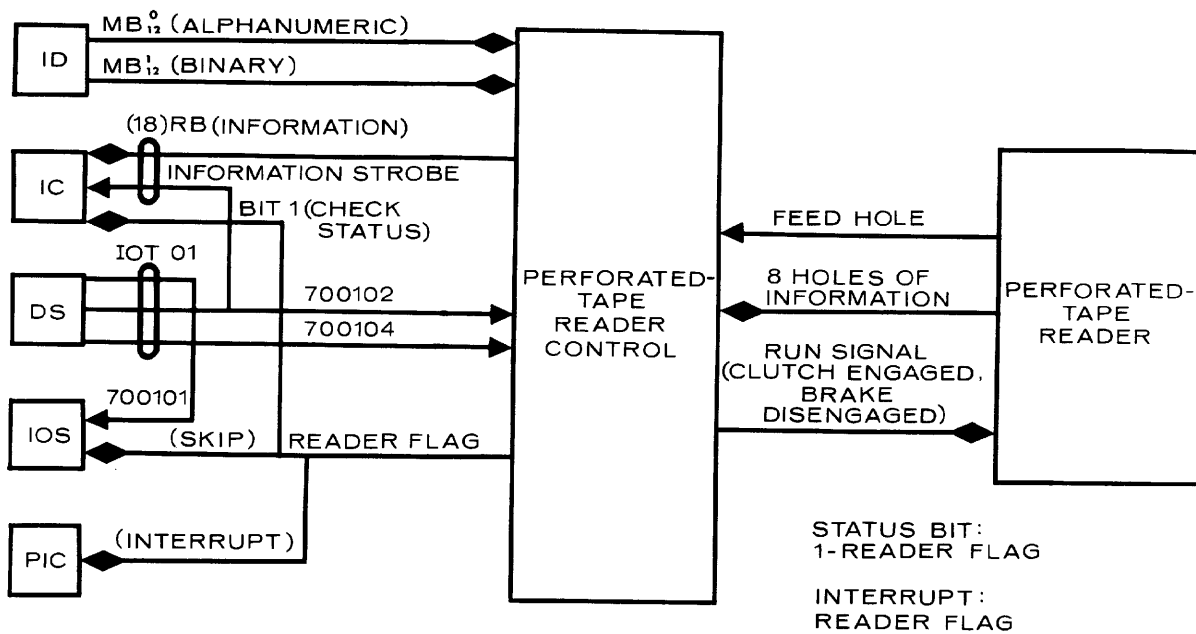 ID
MB⁰₁₂ (ALPHANUMERIC)
MB¹₁₂ (BINARY)
IC
(18)RB (INFORMATION)
INFORMATION STROBE
BIT 1 (CHECK
STATUS)
DS
IOT 01
700102
700104
IOS
700101
(SKIP)
READER FLAG
PIC
(INTERRUPT)
PERFORATED-
TAPE
READER
CONTROL
FEED HOLE
8 HOLES OF
INFORMATION
RUN SIGNAL
(CLUTCH ENGAGED,
BRAKE
DISENGAGED)
PERFORATED-
TAPE
READER
STATUS BIT:
1-READER FLAG
INTERRUPT:
READER FLAG